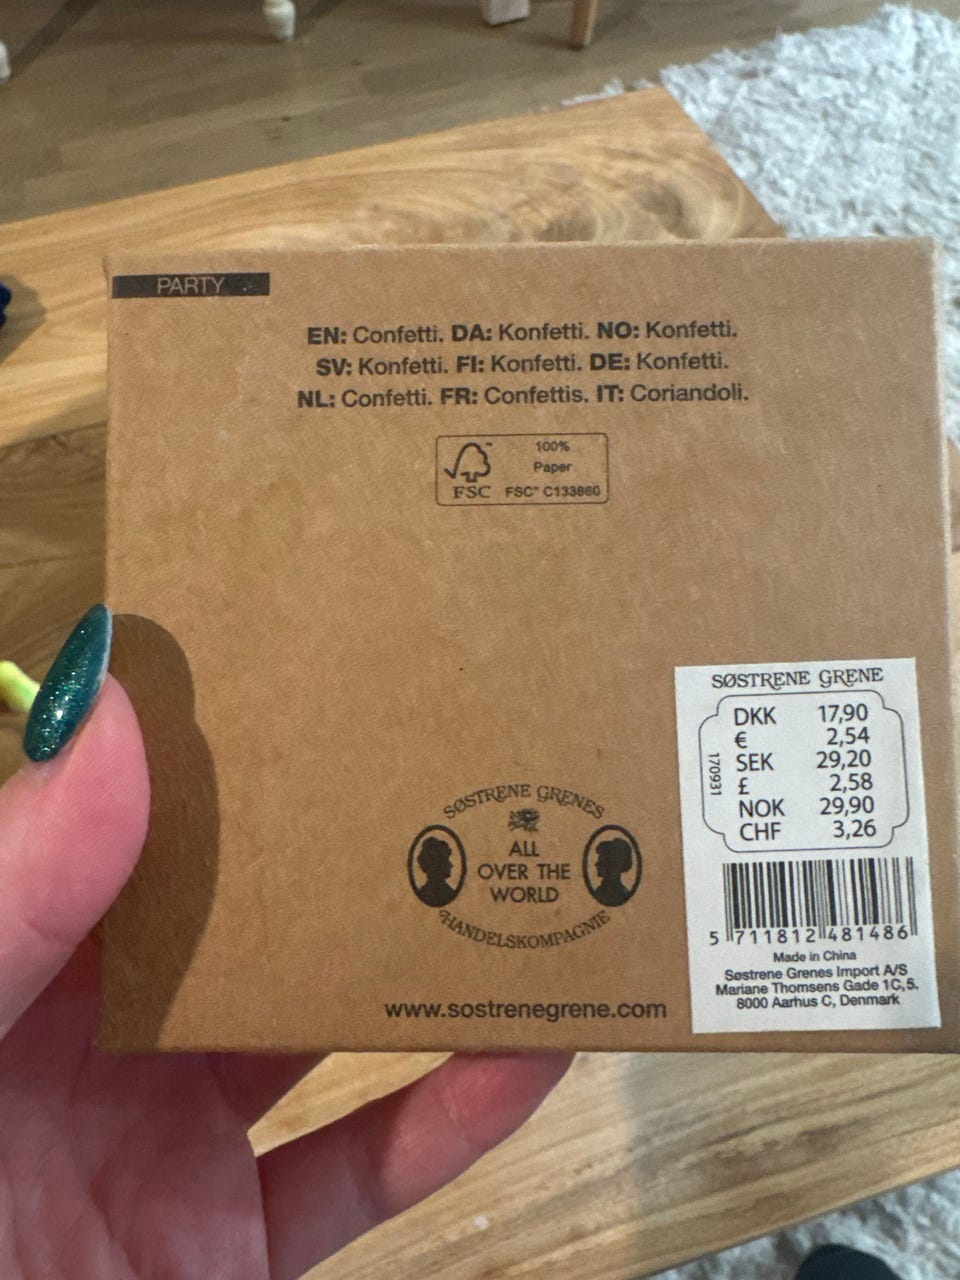 PARTY
EN: Confetti. DA: Konfetti. NO: Konfetti.
SV: Konfetti. FI: Konfetti. DE: Konfetti.
NL: Confetti. FR: Confettis. IT: Coriandoli.
100%
Paper
FSC FSC™ C133860
SØSTRENE GRENE
DKK 17,90
€ 2,54
SEK 29,20
£ 2,58
NOK 29,90
CHF 3,26
170931
5 711812 481486
Made in China
Søstrene Grenes Import A/S
Mariane Thomsens Gade 1C,5.
8000 Aarhus C, Denmark
SØSTRENE GRENES
ALL
OVER THE
WORLD
HANDELSKOMPAGNIE
www.sostrenegrene.com